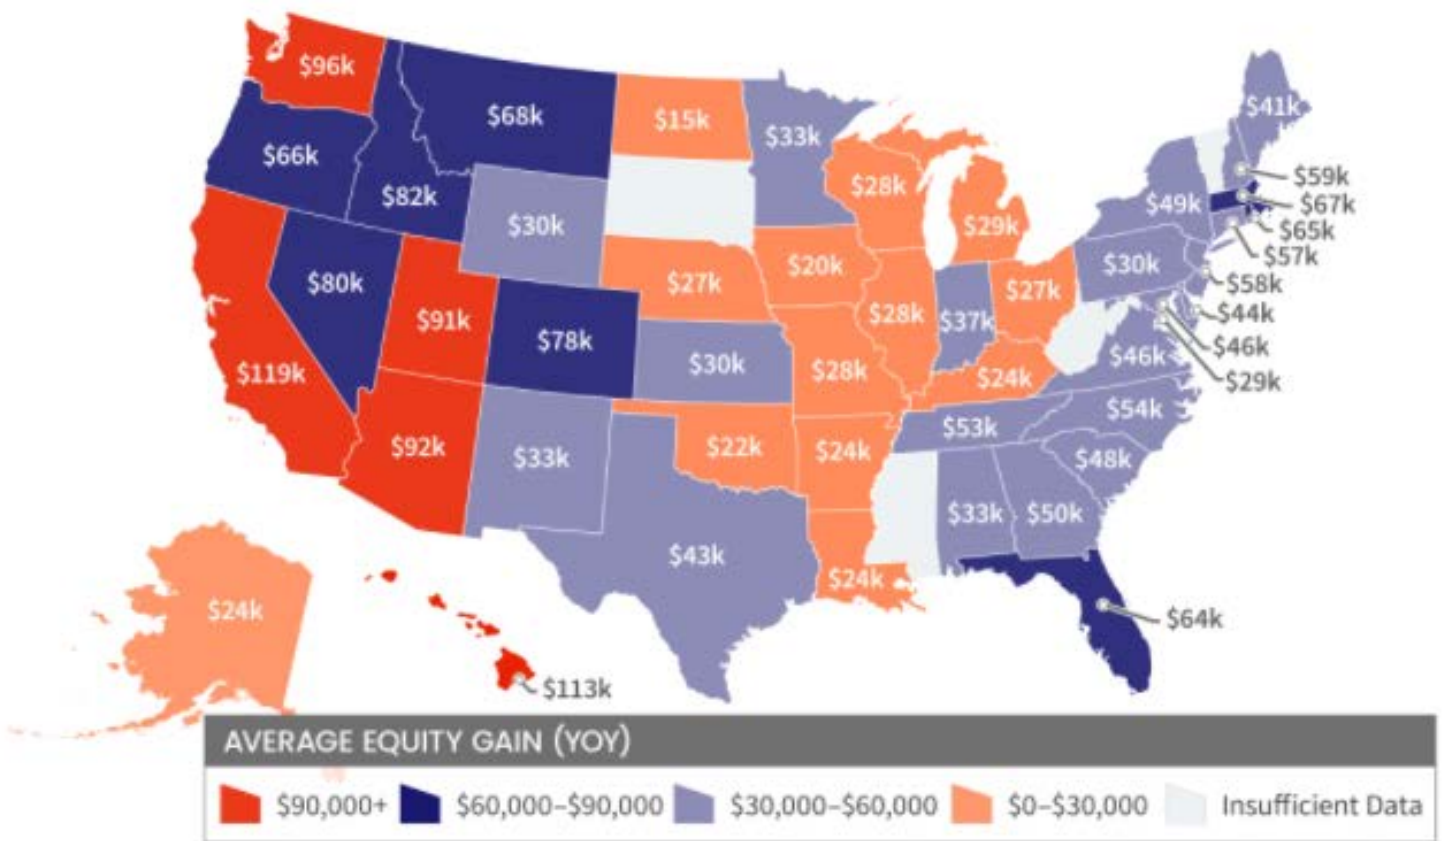 $96k
$68k
$15k
$33k
$41k
$66k
$82k
$28k
$59k
$67k
$49k
$30k
$29k
$65k
$57k
$80k
$27k
$20k
$30k
$58k
$91k
$28k
$37k
$27k
$44k
$78k
$46k
$46k
$119k
$30k
$28k
$24k
$29k
$54k
$53k
$92k
$33k
$22k
$24k
$48k
$33k
$50k
$43k
$24k
$24k
$64k
$113k
AVERAGE EQUITY GAIN (YOY)
$90,000+
$60,000–$90,000
$30,000–$60,000
$0–$30,000
Insufficient Data